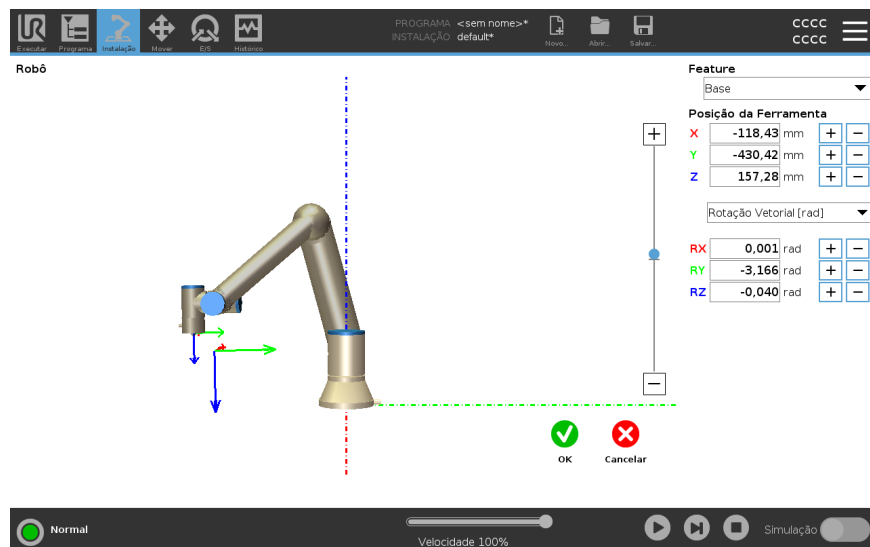 PROGRAMA <sem nome>*
INSTALAÇÃO default*
CCCC
CCCC
Executar Programa Instalação Mover E/S Histórico Novo... Abrir... Salvar...
Robô
Feature
Base
Posição da Ferramenta
X -118,43 mm + −
Y -430,42 mm + −
Z 157,28 mm + −
Rotação Vetorial [rad]
RX 0,001 rad + −
RY -3,166 rad + −
RZ -0,040 rad + −
OK Cancelar
Normal
Velocidade 100%
Simulação